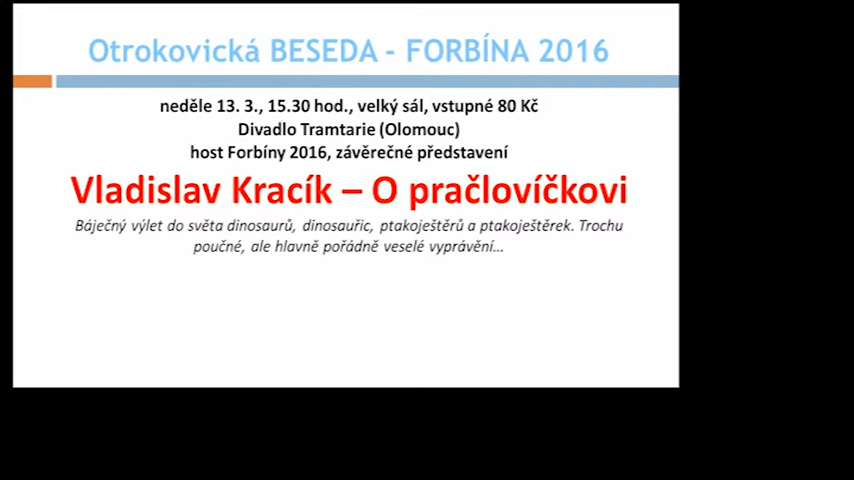 Otrokovická BESEDA - FORBÍNA 2016
neděle 13. 3., 15.30 hod., velký sál, vstupné 80 Kč
Divadlo Tramtarie (Olomouc)
host Forbíny 2016, závěrečné představení
Vladislav Kracík – O pračlovíčkovi
Báječný výlet do světa dinosaurů, dinosauřic, ptakoještěrů a ptakoještěrek. Trochu
poučné, ale hlavně pořádně veselé vyprávění…